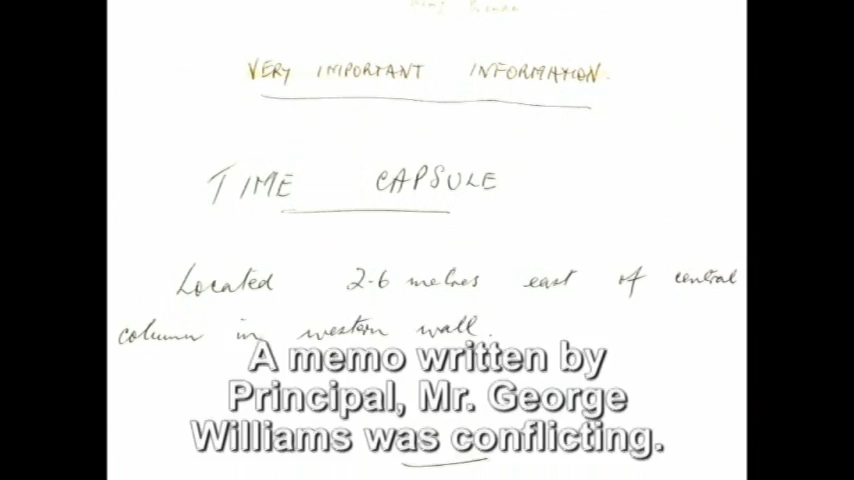 VERY IMPORTANT INFORMATION.
TIME CAPSULE
Located 2.6 metres east of central
column in western wall.
A memo written by
Principal, Mr. George
Williams was conflicting.